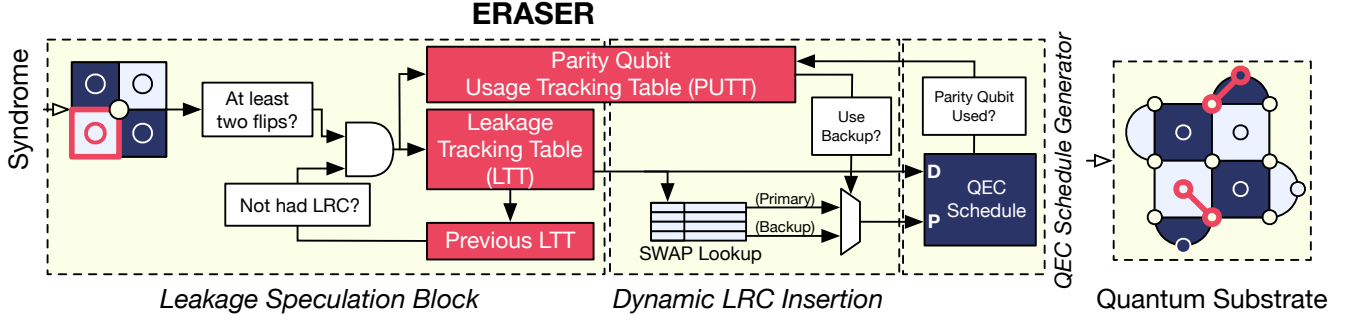 ERASER
Syndrome
At least
two flips?
Not had LRC?
Parity Qubit
Usage Tracking Table (PUTT)
Leakage
Tracking Table
(LTT)
Previous LTT
Use
Backup?
(Primary)
(Backup)
SWAP Lookup
Parity Qubit
Used?
D
P
QEC
Schedule
QEC Schedule Generator
Leakage Speculation Block
Dynamic LRC Insertion
Quantum Substrate